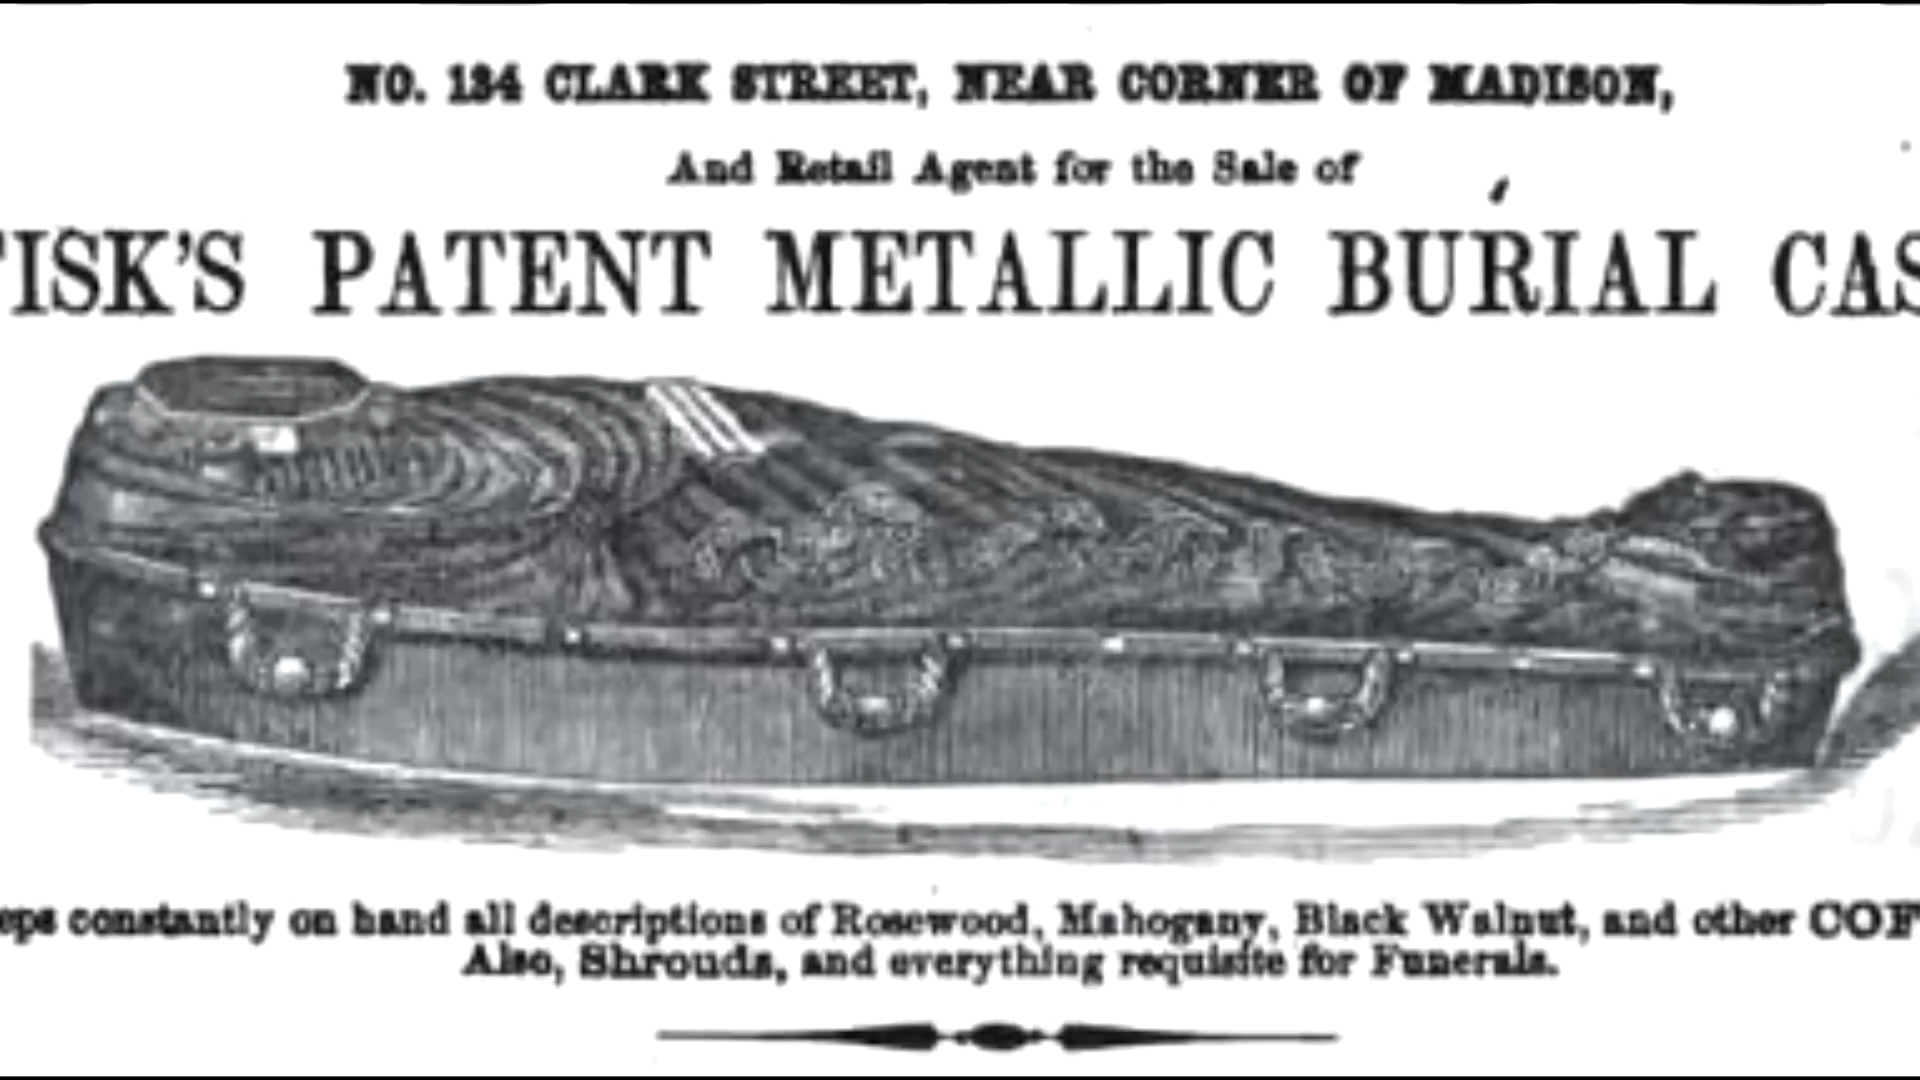 NO. 134 CLARK STREET, NEAR CORNER OF MADISON,
And Retail Agent for the Sale of
ISK'S PATENT METALLIC BURIAL CAS
eps constantly on hand all descriptions of Rosewood, Mahogany, Black Walnut, and other COF
Also, Shrouds, and everything requisite for Funerals.